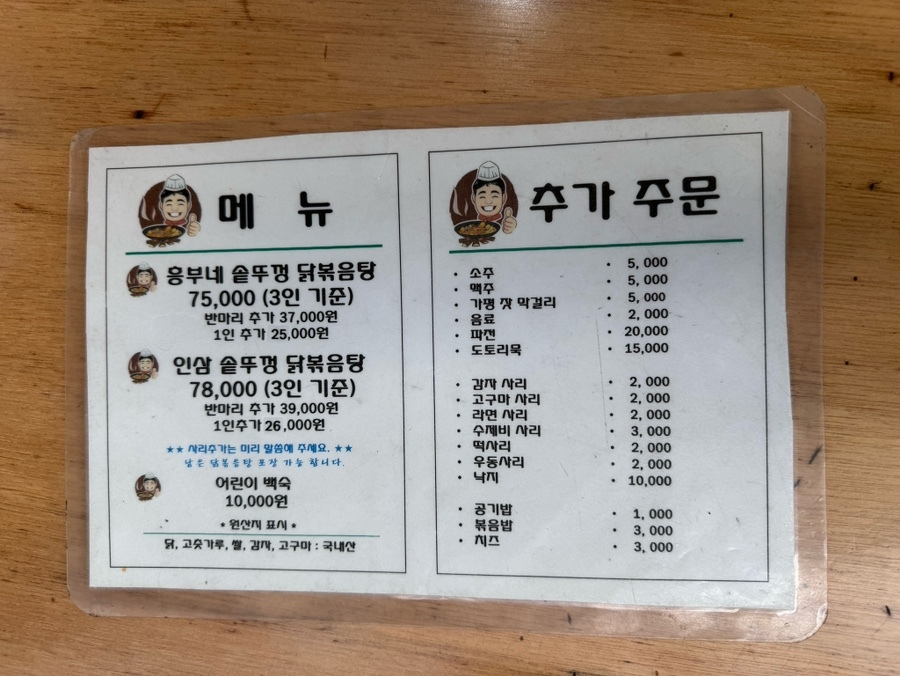 메 뉴
흥부네 솥뚜껑 닭볶음탕
75,000 (3인 기준)
반마리 추가 37,000원
1인 추가 25,000원
인삼 솥뚜껑 닭볶음탕
78,000 (3인 기준)
반마리 추가 39,000원
1인추가 26,000원
★★ 사리추가는 미리 말씀해 주세요. ★★
남은 닭볶음탕 포장 가능 합니다.
어린이 백숙
10,000원
* 원산지 표시 *
닭, 고춧가루, 쌀, 감자, 고구마 : 국내산
추가 주문
• 소주 • 5, 000
• 맥주 • 5, 000
• 가평 잣 막걸리 • 5, 000
• 음료 • 2, 000
• 파전 • 20,000
• 도토리묵 • 15,000
• 감자 사리 • 2, 000
• 고구마 사리 • 2, 000
• 라면 사리 • 2, 000
• 수제비 사리 • 3, 000
• 떡사리 • 2, 000
• 우동사리 • 2, 000
• 낙지 • 10,000
• 공기밥 • 1, 000
• 볶음밥 • 3, 000
• 치즈 • 3, 000